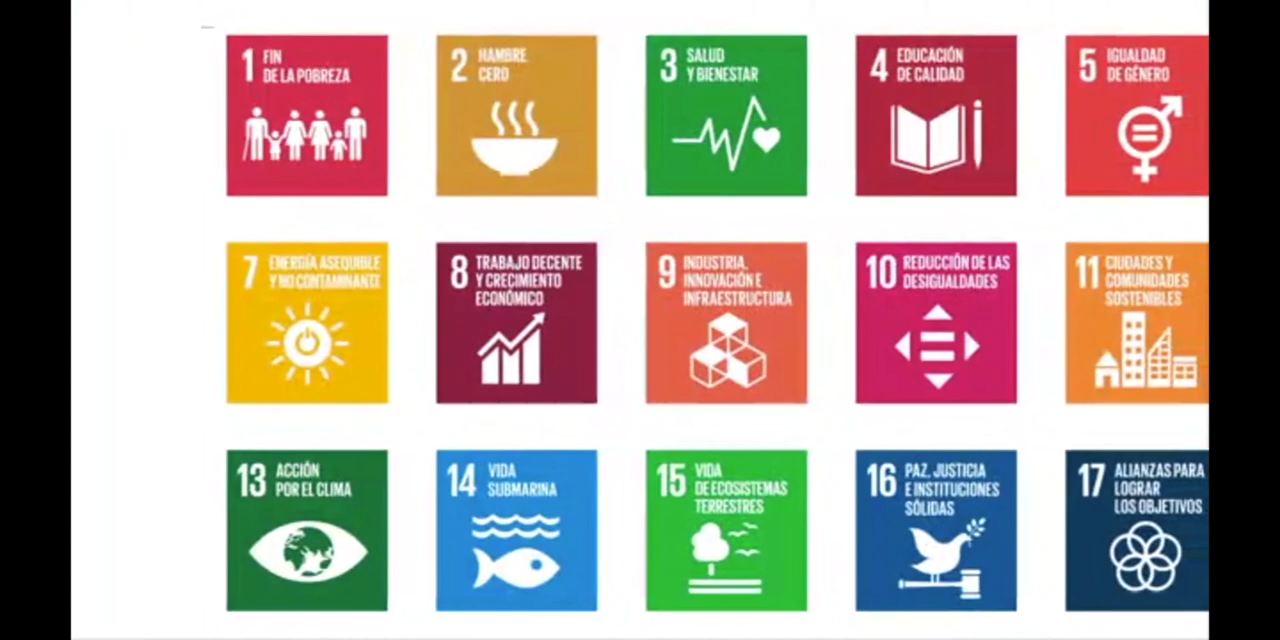 1 FIN
DE LA POBREZA
2 HAMBRE
CERO
3 SALUD
Y BIENESTAR
4 EDUCACIÓN
DE CALIDAD
5 IGUALDAD
DE GÉNERO
7 ENERGÍA ASEQUIBLE
Y NO CONTAMINANTE
8 TRABAJO DECENTE
Y CRECIMIENTO
ECONÓMICO
9 INDUSTRIA,
INNOVACIÓN E
INFRAESTRUCTURA
10 REDUCCIÓN DE LAS
DESIGUALDADES
11 CIUDADES Y
COMUNIDADES
SOSTENIBLES
13 ACCIÓN
POR EL CLIMA
14 VIDA
SUBMARINA
15 VIDA
DE ECOSISTEMAS
TERRESTRES
16 PAZ, JUSTICIA
E INSTITUCIONES
SÓLIDAS
17 ALIANZAS PARA
LOGRAR
LOS OBJETIVOS